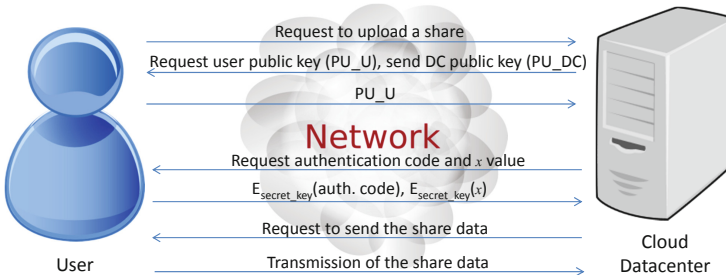 Request to upload a share
Request user public key (PU_U), send DC public key (PU_DC)
PU_U
Network
Request authentication code and x value
E_secret_key(auth. code), E_secret_key(x)
Request to send the share data
Transmission of the share data
User
Cloud
Datacenter